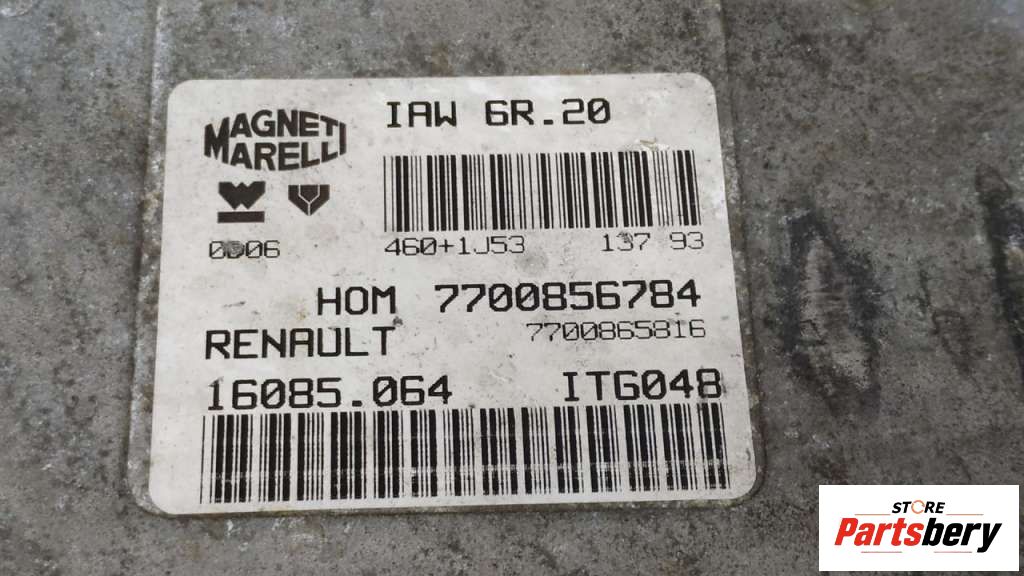 MAGNETI
MARELLI
IAW 6R.20
0D06
460+1J53 137 93
HOM 7700856784
RENAULT 7700865816
16085.064 ITG048
STORE
Partsbery